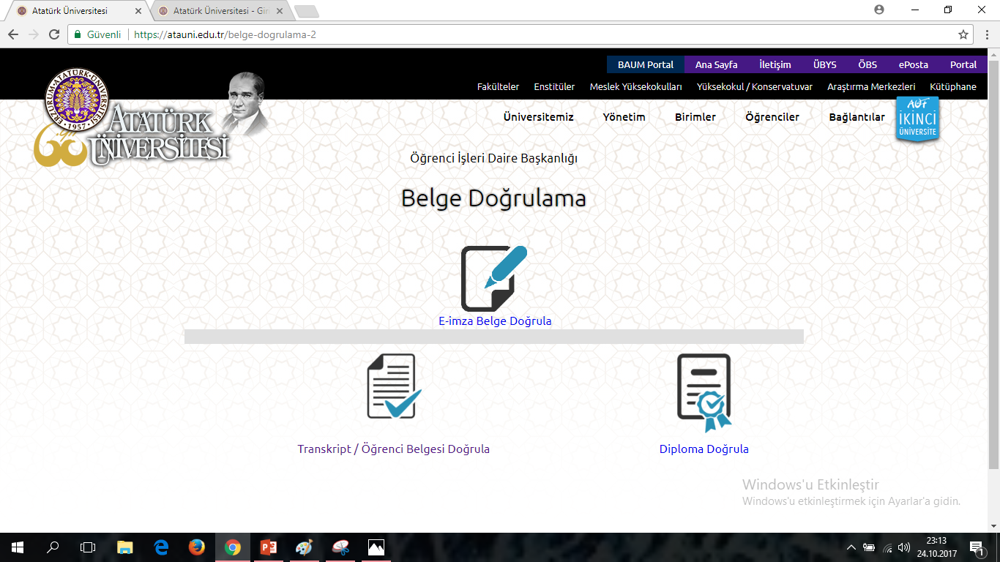 Atatürk Üniversitesi
Atatürk Üniversitesi - Gir
Güvenli
https://atauni.edu.tr/belge-dogrulama-2
BAUM Portal Ana Sayfa İletişim ÜBYS ÖBS ePosta Portal
Fakülteler Enstitüler Meslek Yüksekokulları Yüksekokul / Konservatuvar Araştırma Merkezleri Kütüphane
ERZURUM ATATÜRK ÜNİVERSİTESİ
1957
60.yıl
ATATÜRK
ÜNİVERSİTESİ
Üniversitemiz Yönetim Birimler Öğrenciler Bağlantılar
AÖF
İKİNCİ
ÜNİVERSİTE
Öğrenci İşleri Daire Başkanlığı
Belge Doğrulama
E-imza Belge Doğrula
Transkript / Öğrenci Belgesi Doğrula
Diploma Doğrula
Windows'u Etkinleştir
Windows'u etkinleştirmek için Ayarlar'a gidin.
23:13
24.10.2017
1